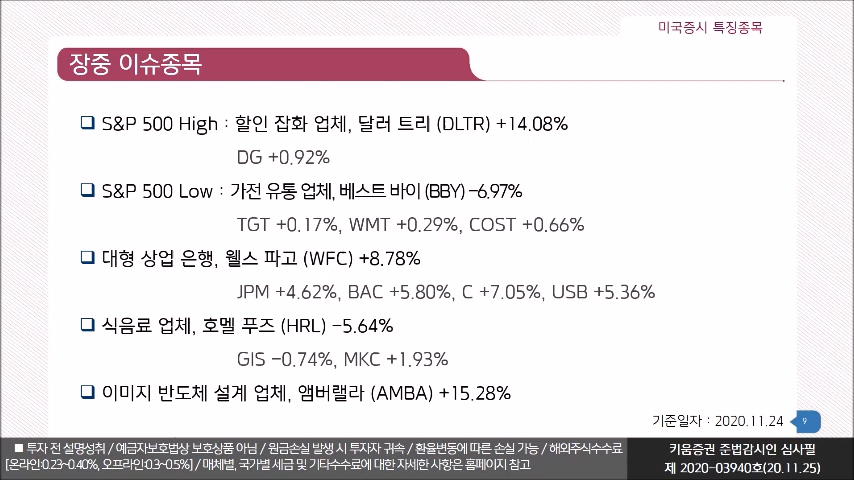 미국증시 특징종목
장중 이슈종목
❑ S&P 500 High : 할인 잡화 업체, 달러 트리 (DLTR) +14.08%
DG +0.92%
❑ S&P 500 Low : 가전 유통 업체, 베스트 바이 (BBY) -6.97%
TGT +0.17%, WMT +0.29%, COST +0.66%
❑ 대형 상업 은행, 웰스 파고 (WFC) +8.78%
JPM +4.62%, BAC +5.80%, C +7.05%, USB +5.36%
❑ 식음료 업체, 호멜 푸즈 (HRL) -5.64%
GIS -0.74%, MKC +1.93%
❑ 이미지 반도체 설계 업체, 앰버랠라 (AMBA) +15.28%
기준일자 : 2020.11.24
9
■ 투자 전 설명성취 / 예금자보호법상 보호상품 아님 / 원금손실 발생 시 투자자 귀속 / 환율변동에 따른 손실 가능 / 해외주식수수료
[온라인:0.23~0.40%, 오프라인:0.3~0.5%] / 매체별, 국가별 세금 및 기타수수료에 대한 자세한 사항은 홈페이지 참고
키움증권 준법감시인 심사필
제 2020-03940호(20.11.25)